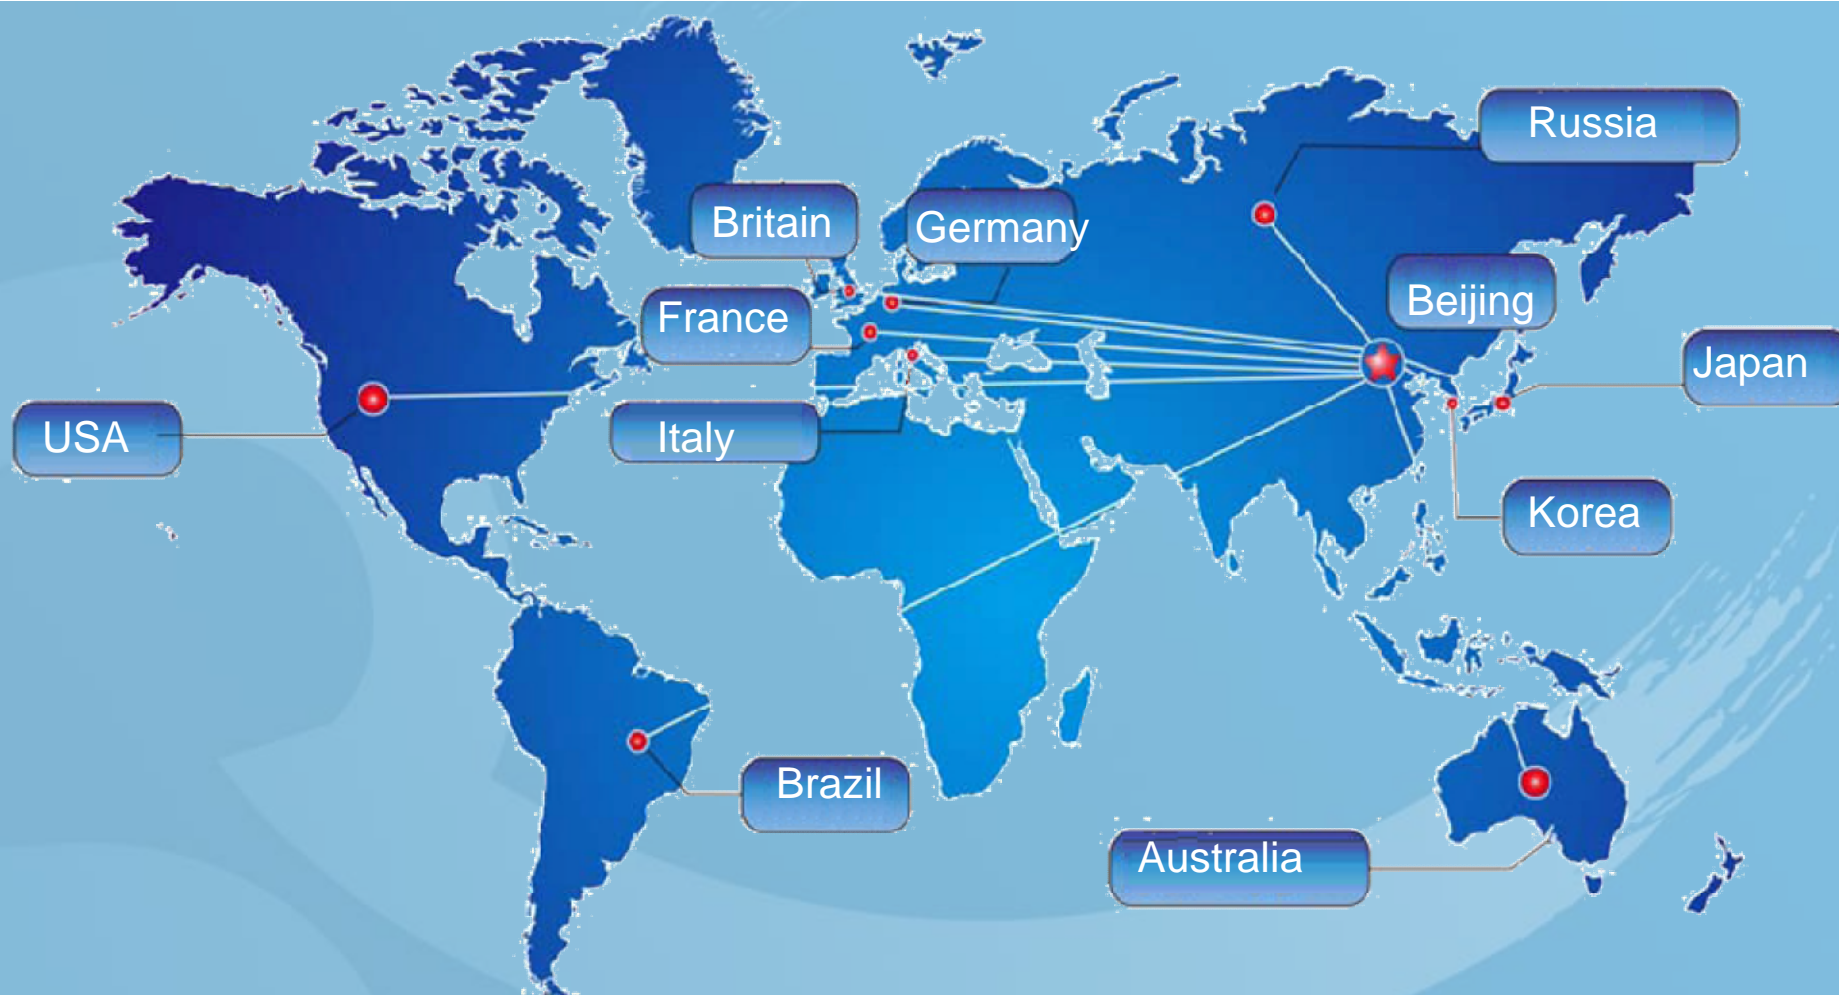 Russia
Britain
Germany
Beijing
France
Japan
USA
Italy
Korea
Brazil
Australia